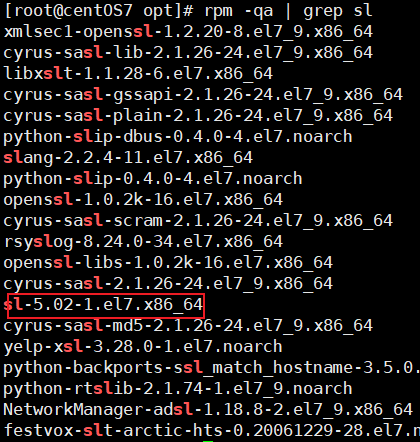 [root@centOS7 opt]# rpm -qa | grep sl
xmlsec1-openssl-1.2.20-8.el7_9.x86_64
cyrus-sasl-lib-2.1.26-24.el7_9.x86_64
libxslt-1.1.28-6.el7.x86_64
cyrus-sasl-gssapi-2.1.26-24.el7_9.x86_64
cyrus-sasl-plain-2.1.26-24.el7_9.x86_64
python-slip-dbus-0.4.0-4.el7.noarch
slang-2.2.4-11.el7.x86_64
python-slip-0.4.0-4.el7.noarch
openssl-1.0.2k-16.el7.x86_64
cyrus-sasl-scram-2.1.26-24.el7_9.x86_64
rsyslog-8.24.0-34.el7.x86_64
openssl-libs-1.0.2k-16.el7.x86_64
cyrus-sasl-2.1.26-24.el7_9.x86_64
sl-5.02-1.el7.x86_64
cyrus-sasl-md5-2.1.26-24.el7_9.x86_64
yelp-xsl-3.28.0-1.el7.noarch
python-backports-ssl_match_hostname-3.5.0.
python-rtslib-2.1.74-1.el7_9.noarch
NetworkManager-adsl-1.18.8-2.el7_9.x86_64
festvox-slt-arctic-hts-0.20061229-28.el7.n